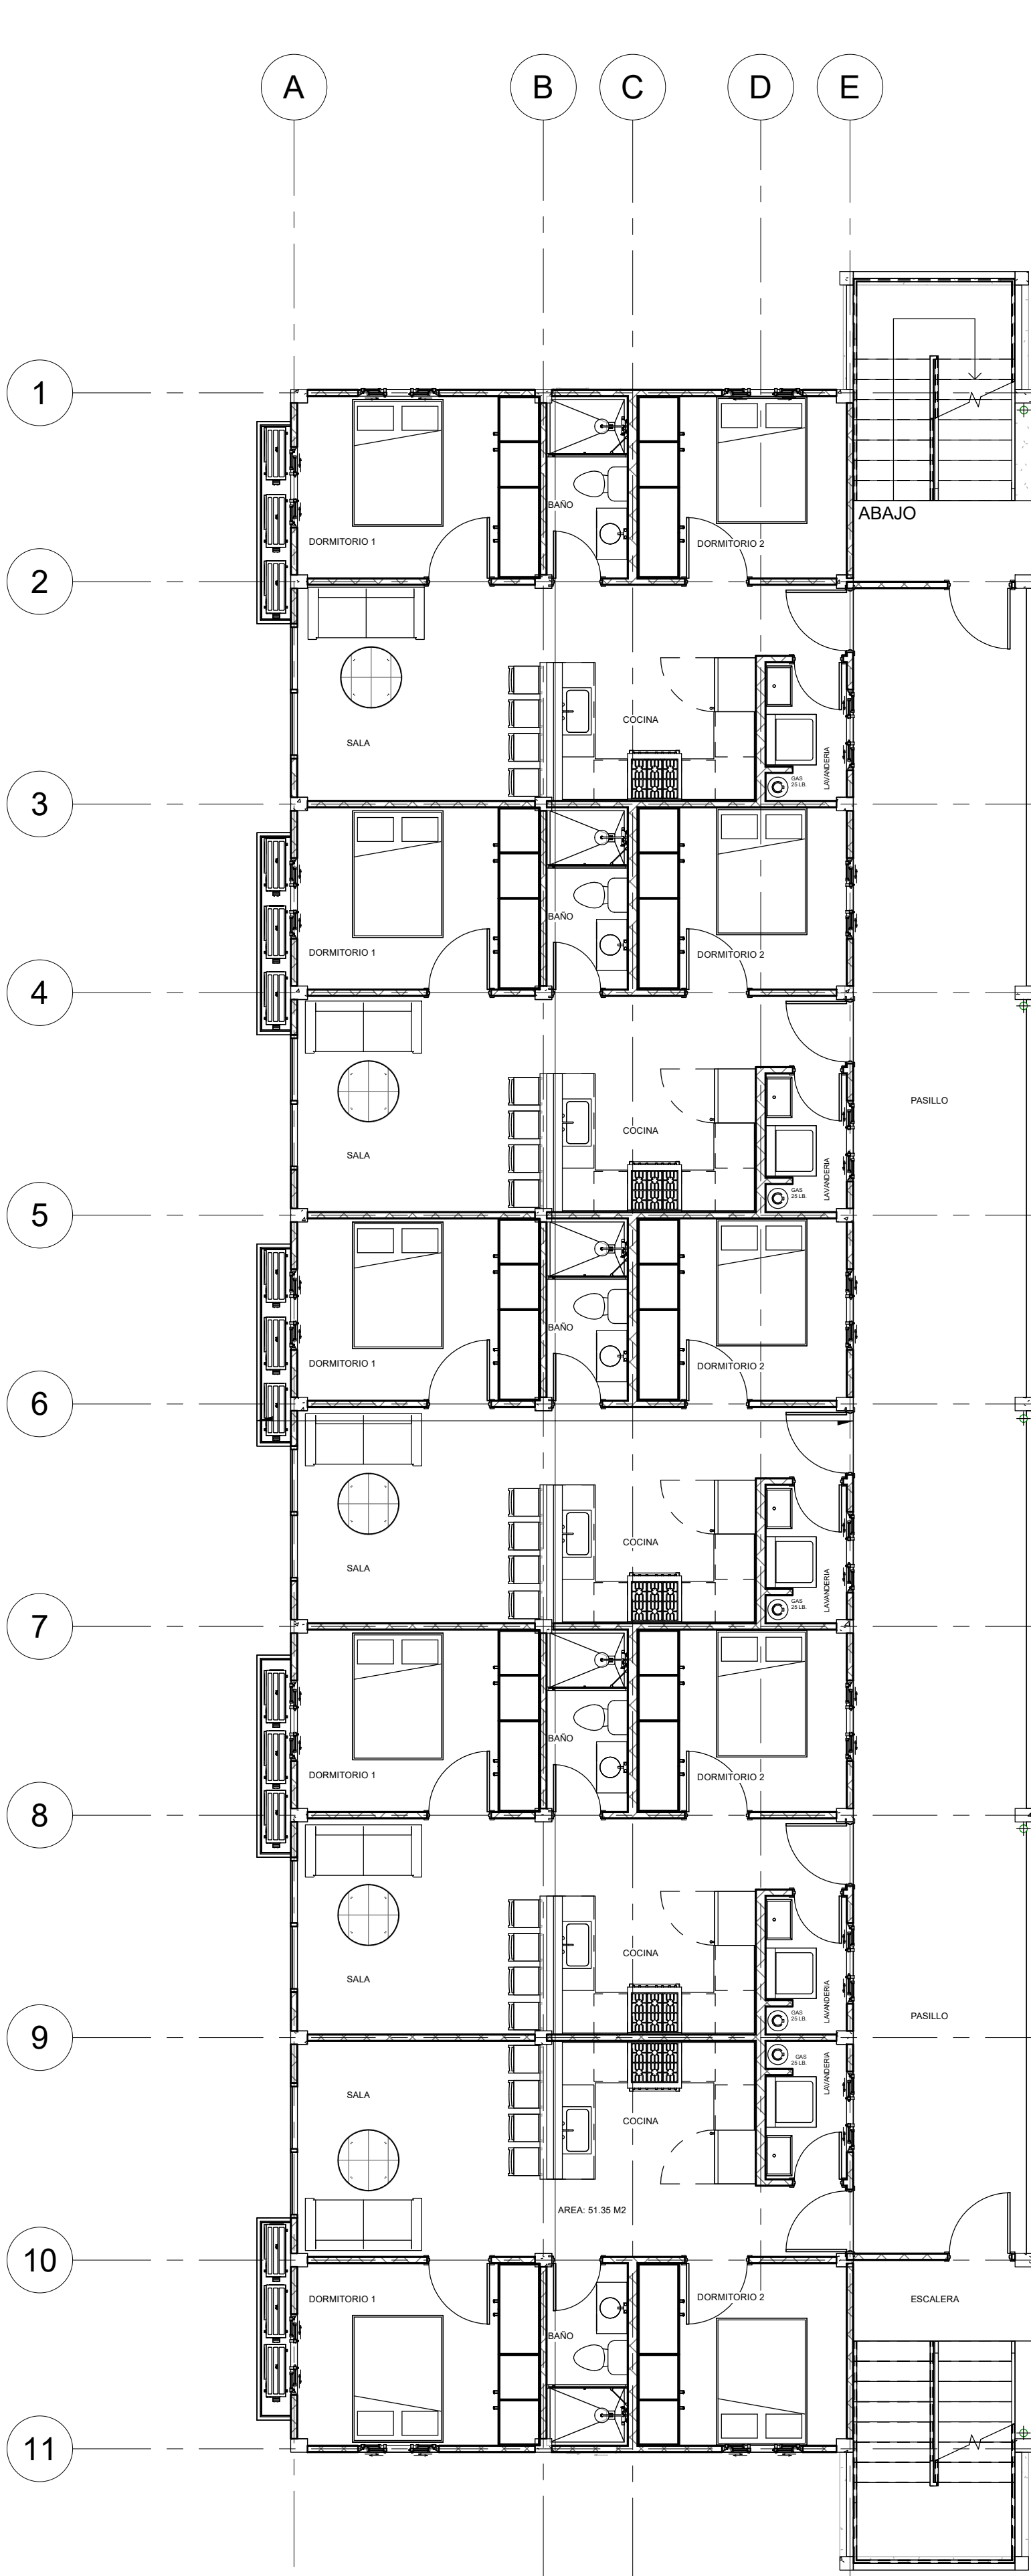 A
B
C
D
E
1
BAÑO
ABAJO
DORMITORIO 1
DORMITORIO 2
2
COCINA
SALA
LAVANDERIA
GAS
25 LB.
3
BAÑO
DORMITORIO 1
DORMITORIO 2
4
PASILLO
COCINA
SALA
LAVANDERIA
GAS
25 LB.
5
BAÑO
DORMITORIO 1
DORMITORIO 2
6
COCINA
SALA
LAVANDERIA
GAS
25 LB.
7
BAÑO
DORMITORIO 1
DORMITORIO 2
8
COCINA
SALA
LAVANDERIA
GAS
25 LB.
PASILLO
9
GAS
25 LB.
LAVANDERIA
SALA
COCINA
AREA: 51.35 M2
10
DORMITORIO 1
DORMITORIO 2
ESCALERA
BAÑO
11